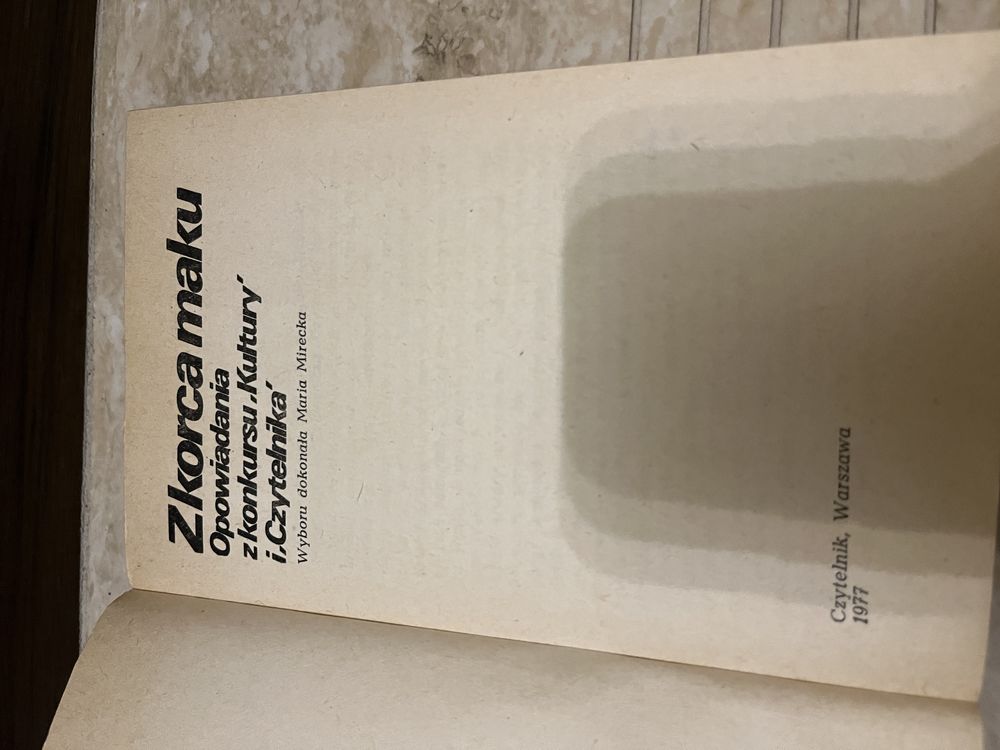 Z korca maku
Opowiadania
z konkursu ‚Kultury’
i ‚Czytelnika’
Wyboru dokonała Maria Mirecka
Czytelnik, Warszawa
1977